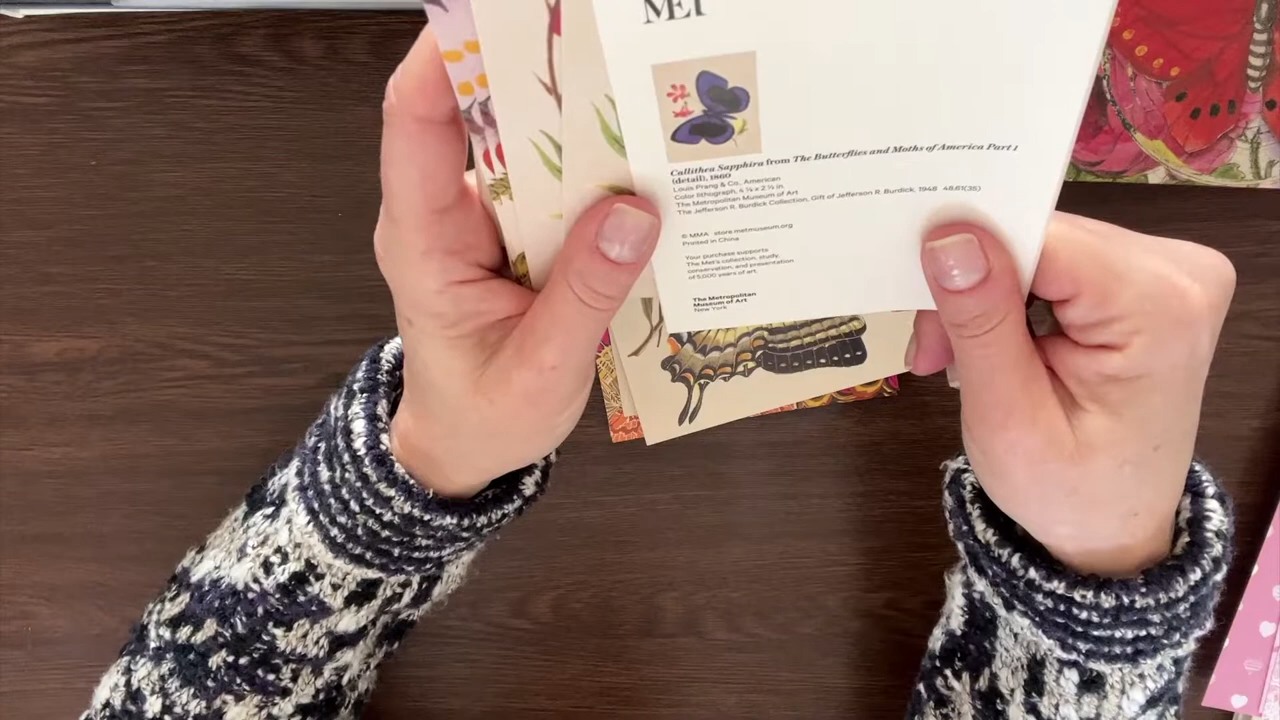 MET
Callithea Sapphira from The Butterflies and Moths of America Part 1
(detail), 1860
Louis Prang & Co., American
Color lithograph, 4 ⅛ x 2 ½ in.
The Metropolitan Museum of Art
The Jefferson R. Burdick Collection, Gift of Jefferson R. Burdick, 1948 48.61(35)
© MMA store.metmuseum.org
Printed in China
Your purchase supports
The Met's collection, study,
conservation, and presentation
of 5,000 years of art.
The Metropolitan
Museum of Art
New York